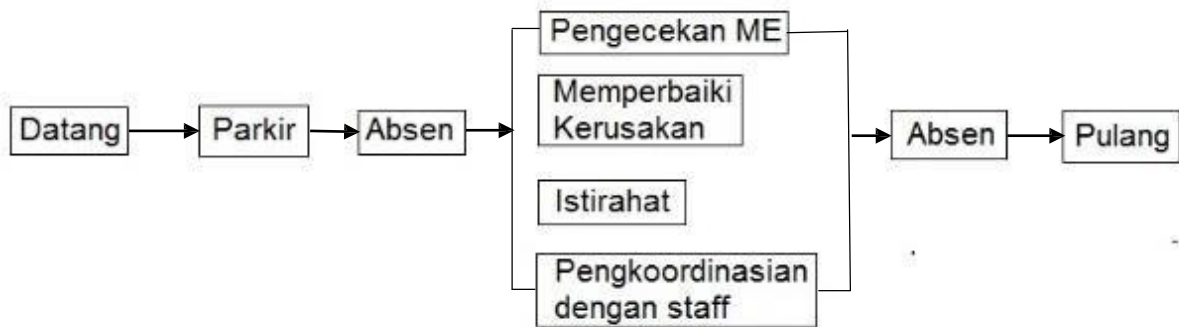 Datang
Parkir
Absen
Pengecekan ME
Memperbaiki
Kerusakan
Istirahat
Pengkoordinasian
dengan staff
Absen
Pulang